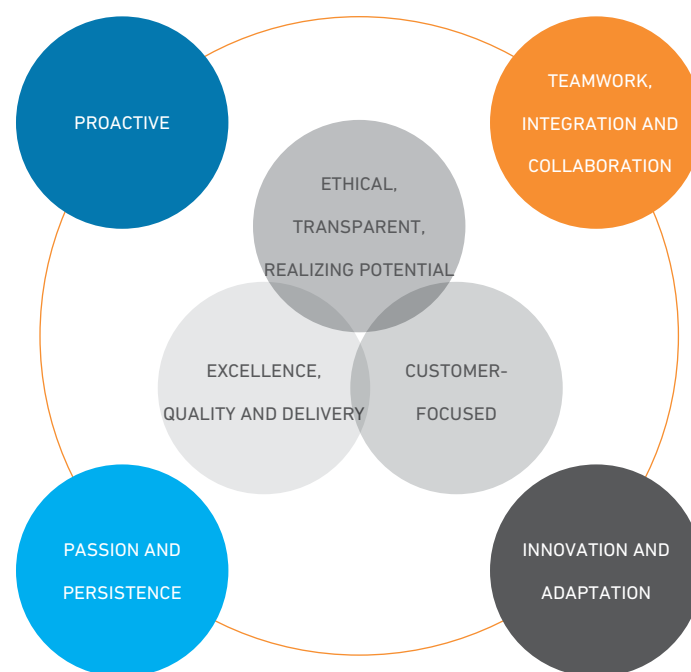 PROACTIVE
TEAMWORK,
INTEGRATION AND
COLLABORATION
ETHICAL,
TRANSPARENT,
REALIZING POTENTIAL
EXCELLENCE,
QUALITY AND DELIVERY
CUSTOMER-
FOCUSED
PASSION AND
PERSISTENCE
INNOVATION AND
ADAPTATION